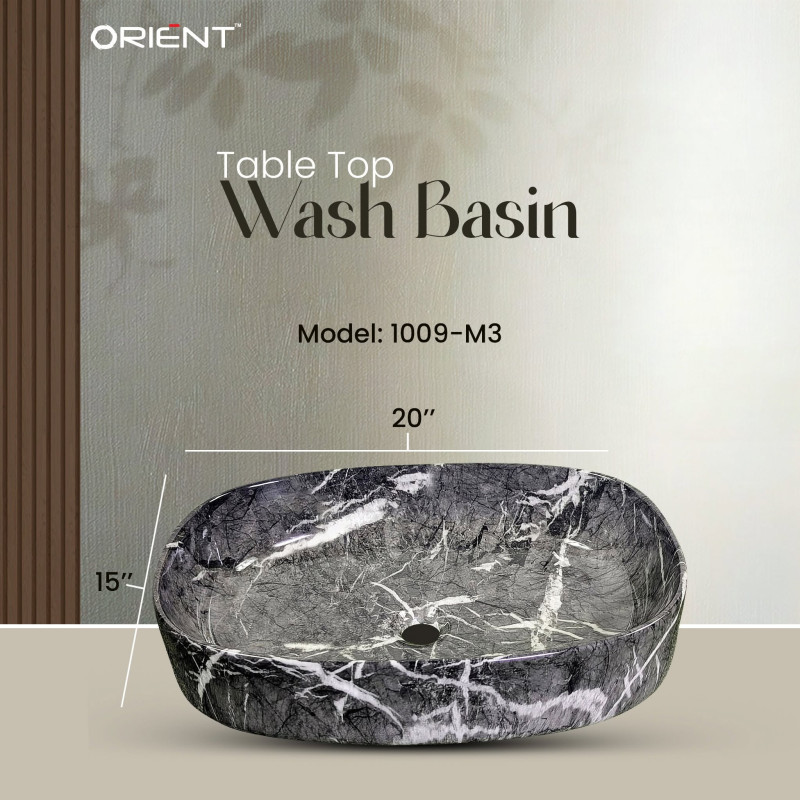 ORIENT™
Table Top
Wash Basin
Model: 1009-M3
20’’
15’’